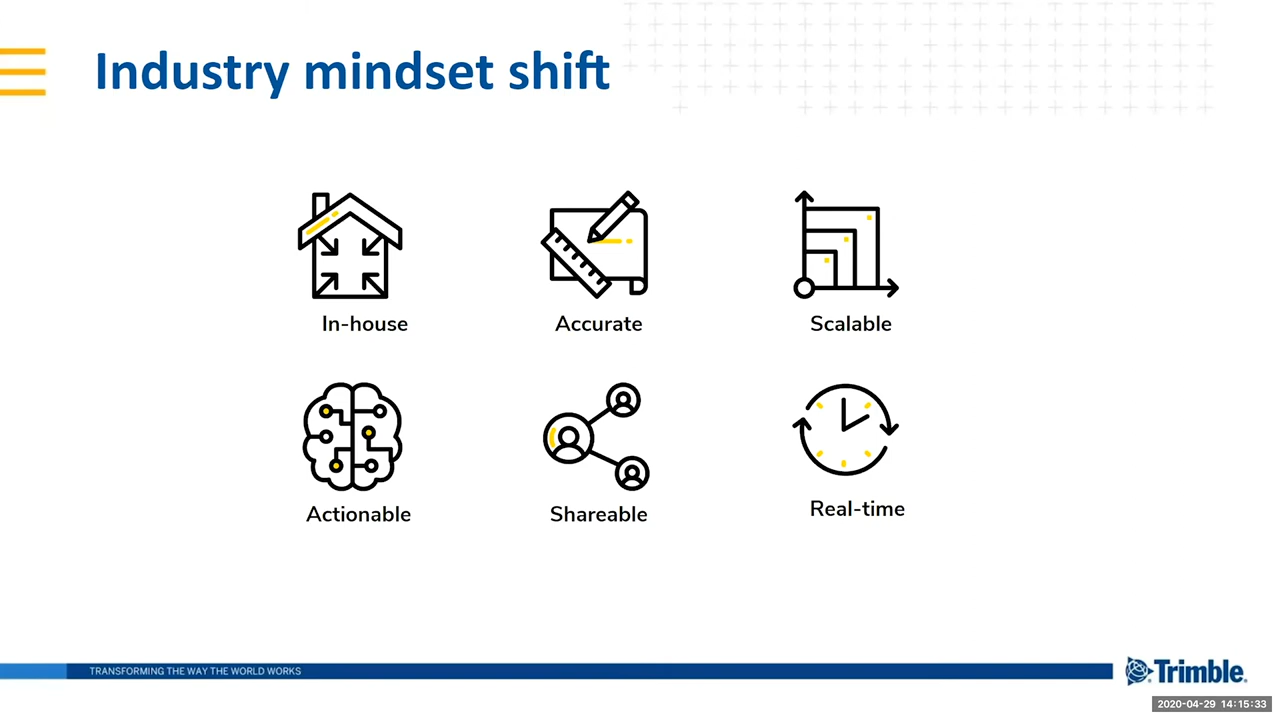 Industry mindset shift
In-house
Accurate
Scalable
Actionable
Shareable
Real-time
TRANSFORMING THE WAY THE WORLD WORKS
Trimble
2020-04-29 14:15:33